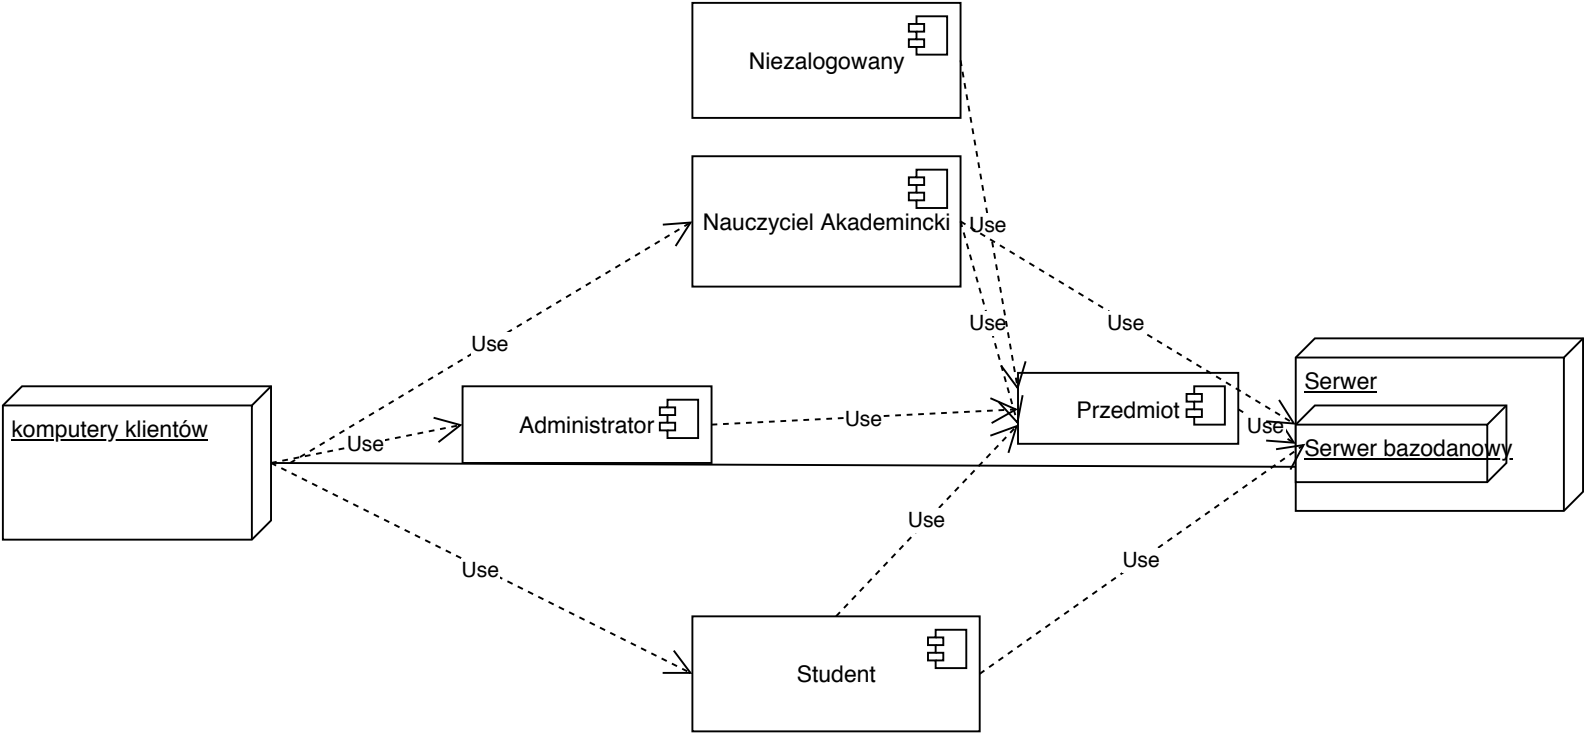 Niezalogowany
Nauczyciel Akademincki
Use
Use
Use
Use
Serwer
komputery klientów
Use
Administrator
Use
Przedmiot
Use
Serwer bazodanowy
Use
Use
Use
Student